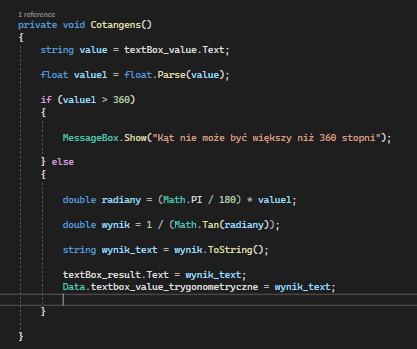 1 reference
private void Cotangens()
{
string value = textBox_value.Text;
float value1 = float.Parse(value);
if (value1 > 360)
{
MessageBox.Show("Kąt nie może być większy niż 360 stopni");
} else
{
double radiany = (Math.PI / 180) * value1;
double wynik = 1 / (Math.Tan(radiany));
string wynik_text = wynik.ToString();
textBox_result.Text = wynik_text;
Data.textbox_value_trygonometryczne = wynik_text;
}
}